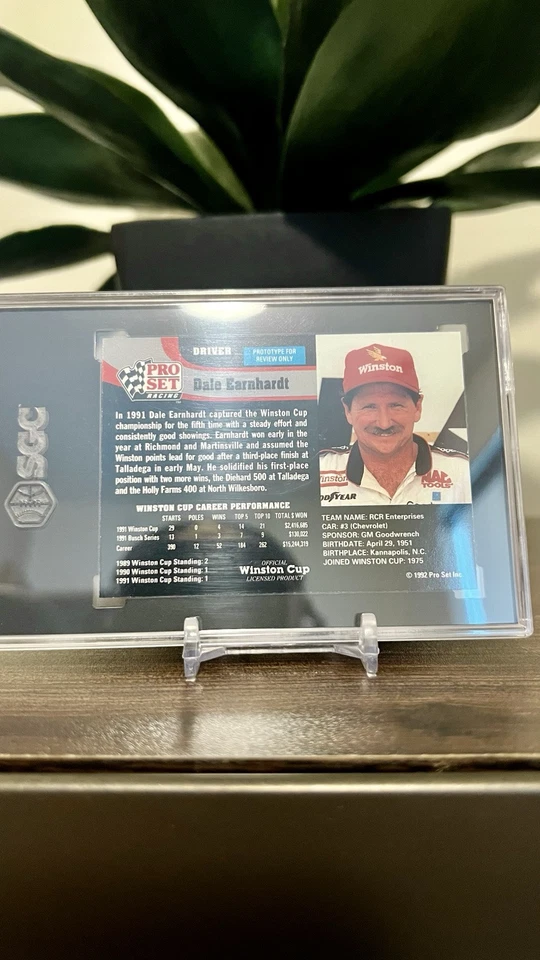 SGC
PRO
SET
RACING
DRIVER
PROTOTYPE FOR
REVIEW ONLY
Dale Earnhardt
In 1991 Dale Earnhardt captured the Winston Cup
championship for the fifth time with a steady effort and
consistently good showings. Earnhardt won early in the
year at Richmond and Martinsville and assumed the
Winston points lead for good after a third-place finish at
Talladega in early May. He solidified his first-place
position with two more wins, the Diehard 500 at Talladega
and the Holly Farms 400 at North Wilkesboro.
WINSTON CUP CAREER PERFORMANCE
STARTS POLES WINS TOP 5 TOP 10 TOTAL $ WON
1991 Winston Cup 29 0 4 14 21 $2,416,685
1991 Busch Series 13 1 3 7 9 $130,022
Career 390 12 52 184 262 $15,244,319
1989 Winston Cup Standing: 2
1990 Winston Cup Standing: 1
1991 Winston Cup Standing: 1
OFFICIAL
Winston Cup
LICENSED PRODUCT
Winston
Winston
GOODYEAR
MAC
TOOLS
TEAM NAME: RCR Enterprises
CAR: #3 (Chevrolet)
SPONSOR: GM Goodwrench
BIRTHDATE: April 29, 1951
BIRTHPLACE: Kannapolis, N.C.
JOINED WINSTON CUP: 1975
© 1992 Pro Set Inc.